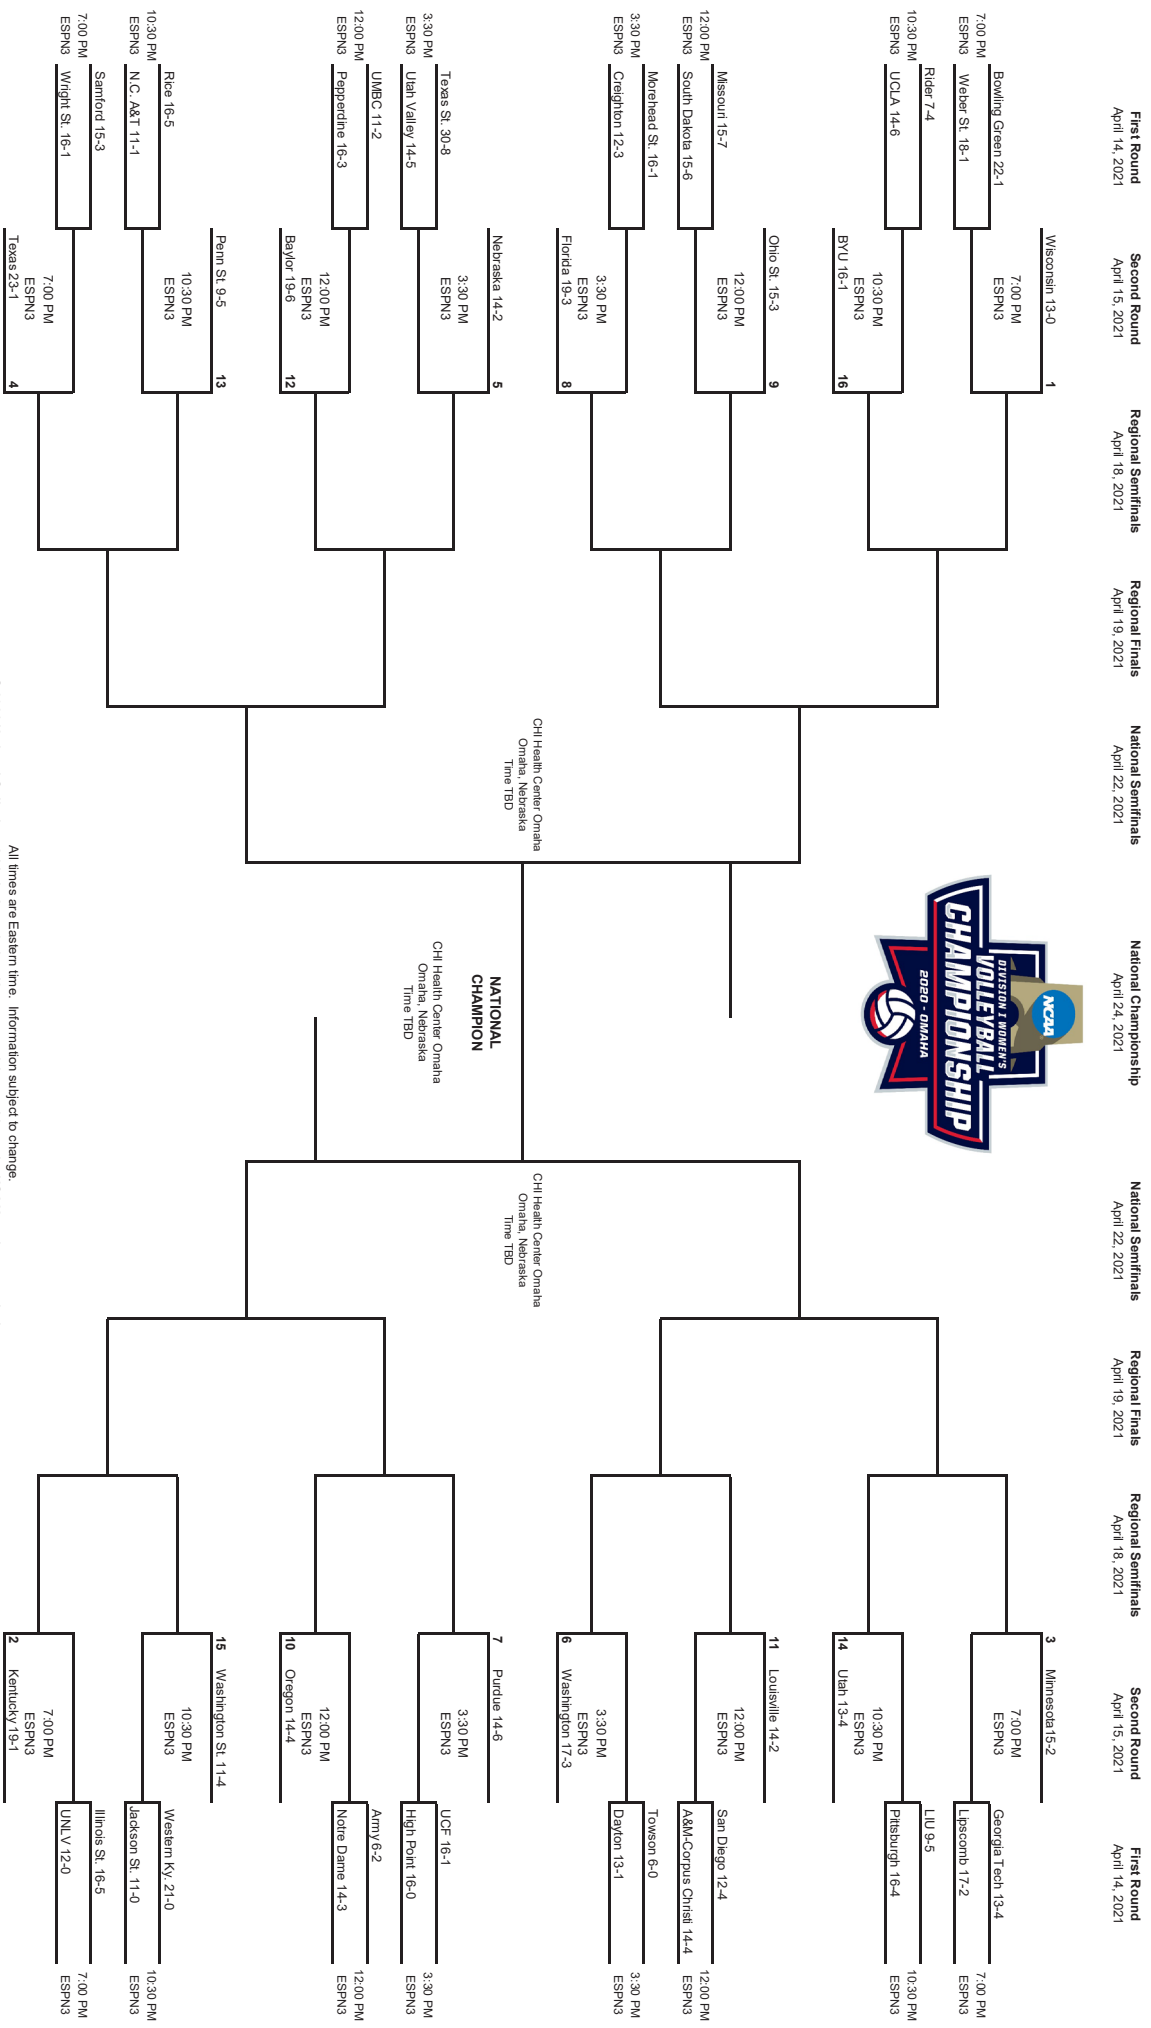 First Round
April 14, 2021
Second Round
April 15, 2021
Regional Semifinals
April 18, 2021
Regional Finals
April 19, 2021
National Semifinals
April 22, 2021
National Championship
April 24, 2021
National Semifinals
April 22, 2021
Regional Finals
April 19, 2021
Regional Semifinals
April 18, 2021
Second Round
April 15, 2021
First Round
April 14, 2021
Wisconsin 13-0
1
7:00 PM
ESPN3
Bowling Green 22-1
7:00 PM
ESPN3
Weber St. 18-1
Rider 7-4
10:30 PM
ESPN3
UCLA 14-6
10:30 PM
ESPN3
BYU 16-1
16
Ohio St. 15-3
9
12:00 PM
ESPN3
Missouri 15-7
12:00 PM
ESPN3
South Dakota 15-6
Morehead St. 16-1
3:30 PM
ESPN3
Creighton 12-3
3:30 PM
ESPN3
Florida 19-3
8
Nebraska 14-2
5
3:30 PM
ESPN3
Texas St. 30-8
3:30 PM
ESPN3
Utah Valley 14-5
UMBC 11-2
12:00 PM
ESPN3
Pepperdine 16-3
12:00 PM
ESPN3
Baylor 19-6
12
Penn St. 9-5
13
10:30 PM
ESPN3
Rice 16-5
10:30 PM
ESPN3
N.C. A&T 11-1
Samford 15-3
7:00 PM
ESPN3
Wright St. 16-1
7:00 PM
ESPN3
Texas 23-1
4
CHI Health Center Omaha
Omaha, Nebraska
Time TBD
NCAA
DIVISION I WOMEN'S
VOLLEYBALL
CHAMPIONSHIP
2020 - OMAHA
NATIONAL
CHAMPION
CHI Health Center Omaha
Omaha, Nebraska
Time TBD
CHI Health Center Omaha
Omaha, Nebraska
Time TBD
3
Minnesota 15-2
7:00 PM
ESPN3
Georgia Tech 13-4
7:00 PM
ESPN3
Lipscomb 17-2
LIU 9-5
10:30 PM
ESPN3
Pittsburgh 16-4
10:30 PM
ESPN3
14
Utah 13-4
11
Louisville 14-2
12:00 PM
ESPN3
San Diego 12-4
12:00 PM
ESPN3
A&M-Corpus Christi 14-4
Towson 6-0
3:30 PM
ESPN3
Dayton 13-1
3:30 PM
ESPN3
6
Washington 17-3
7
Purdue 14-6
3:30 PM
ESPN3
UCF 16-1
3:30 PM
ESPN3
High Point 16-0
Army 6-2
12:00 PM
ESPN3
Notre Dame 14-3
12:00 PM
ESPN3
10
Oregon 14-4
15
Washington St. 11-4
10:30 PM
ESPN3
Western Ky. 21-0
10:30 PM
ESPN3
Jackson St. 11-0
Illinois St. 16-5
7:00 PM
ESPN3
UNLV 12-0
7:00 PM
ESPN3
2
Kentucky 19-1
All times are Eastern time. Information subject to change.